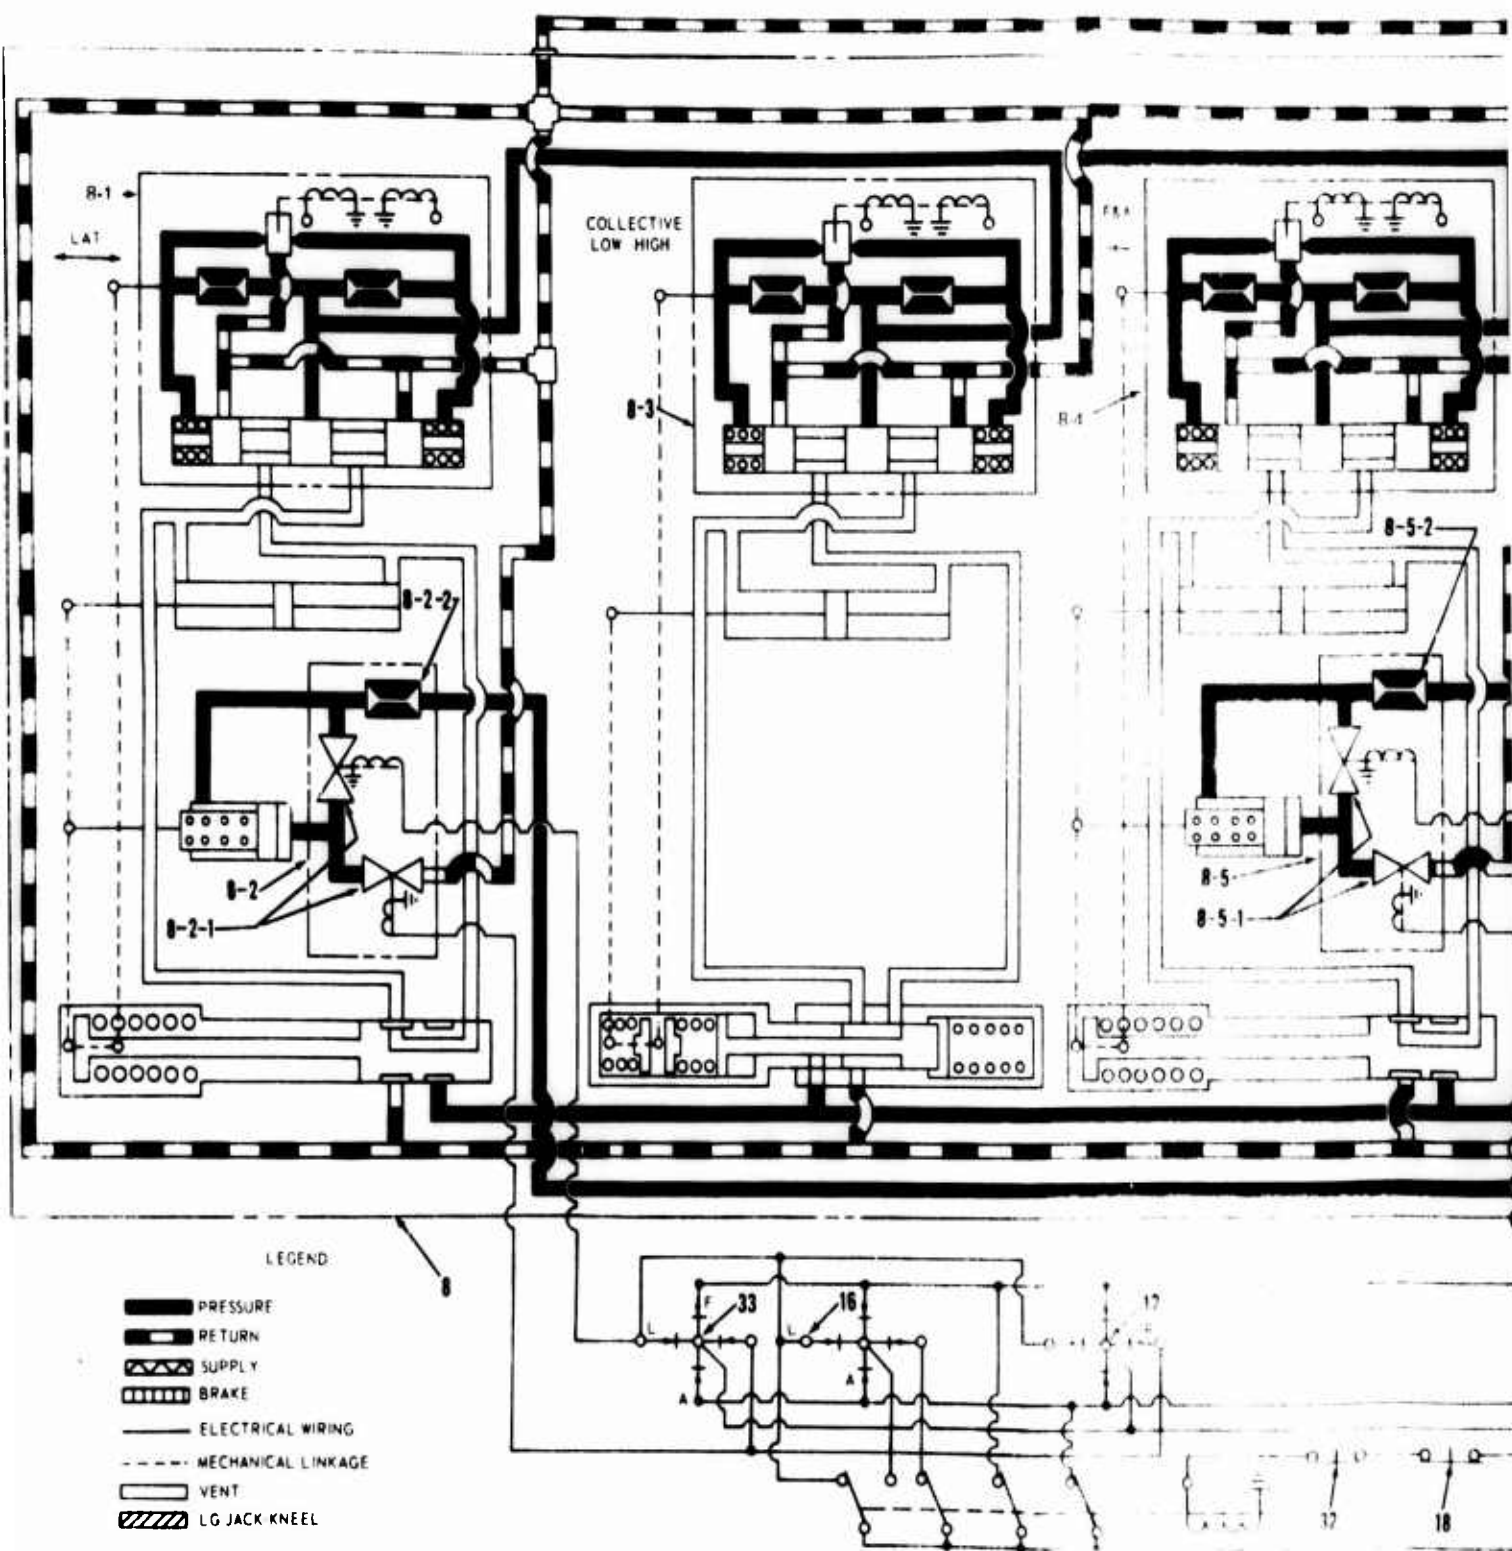 8-1
LAT
COLLECTIVE
LOW HIGH
8-3
8-4
8-5-2
8-2-2
8-2
8-2-1
8-5
8-5-1
8
LEGEND
PRESSURE
RETURN
SUPPLY
BRAKE
ELECTRICAL WIRING
MECHANICAL LINKAGE
VENT
LG JACK KNEEL
F
33
L
A
16
L
A
17
18